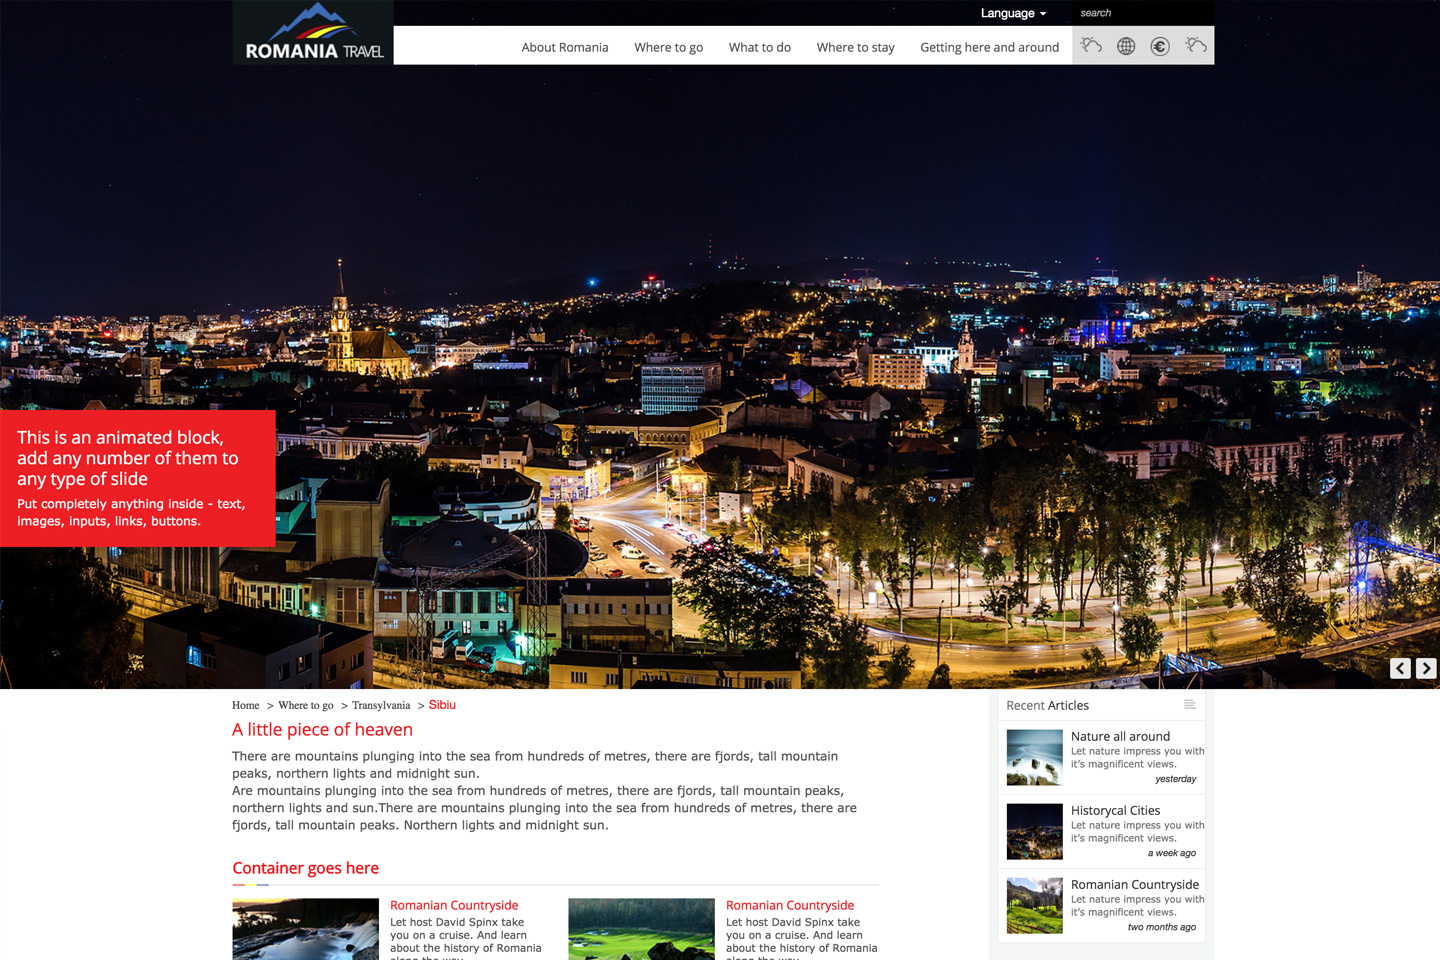 ROMANIA TRAVEL
Language
search
About Romania
Where to go
What to do
Where to stay
Getting here and around
This is an animated block,
add any number of them to
any type of slide
Put completely anything inside - text,
images, inputs, links, buttons.
Home > Where to go > Transylvania > Sibiu
A little piece of heaven
There are mountains plunging into the sea from hundreds of metres, there are fjords, tall mountain
peaks, northern lights and midnight sun.
Are mountains plunging into the sea from hundreds of metres, there are fjords, tall mountain peaks,
northern lights and sun.There are mountains plunging into the sea from hundreds of metres, there are
fjords, tall mountain peaks. Northern lights and midnight sun.
Container goes here
Romanian Countryside
Let host David Spinx take
you on a cruise. And learn
about the history of Romania
along the way.
Romanian Countryside
Let host David Spinx take
you on a cruise. And learn
about the history of Romania
along the way.
Recent Articles
Nature all around
Let nature impress you with
it's magnificent views.
yesterday
Historycal Cities
Let nature impress you with
it's magnificent views.
a week ago
Romanian Countryside
Let nature impress you with
it's magnificent views.
two months ago